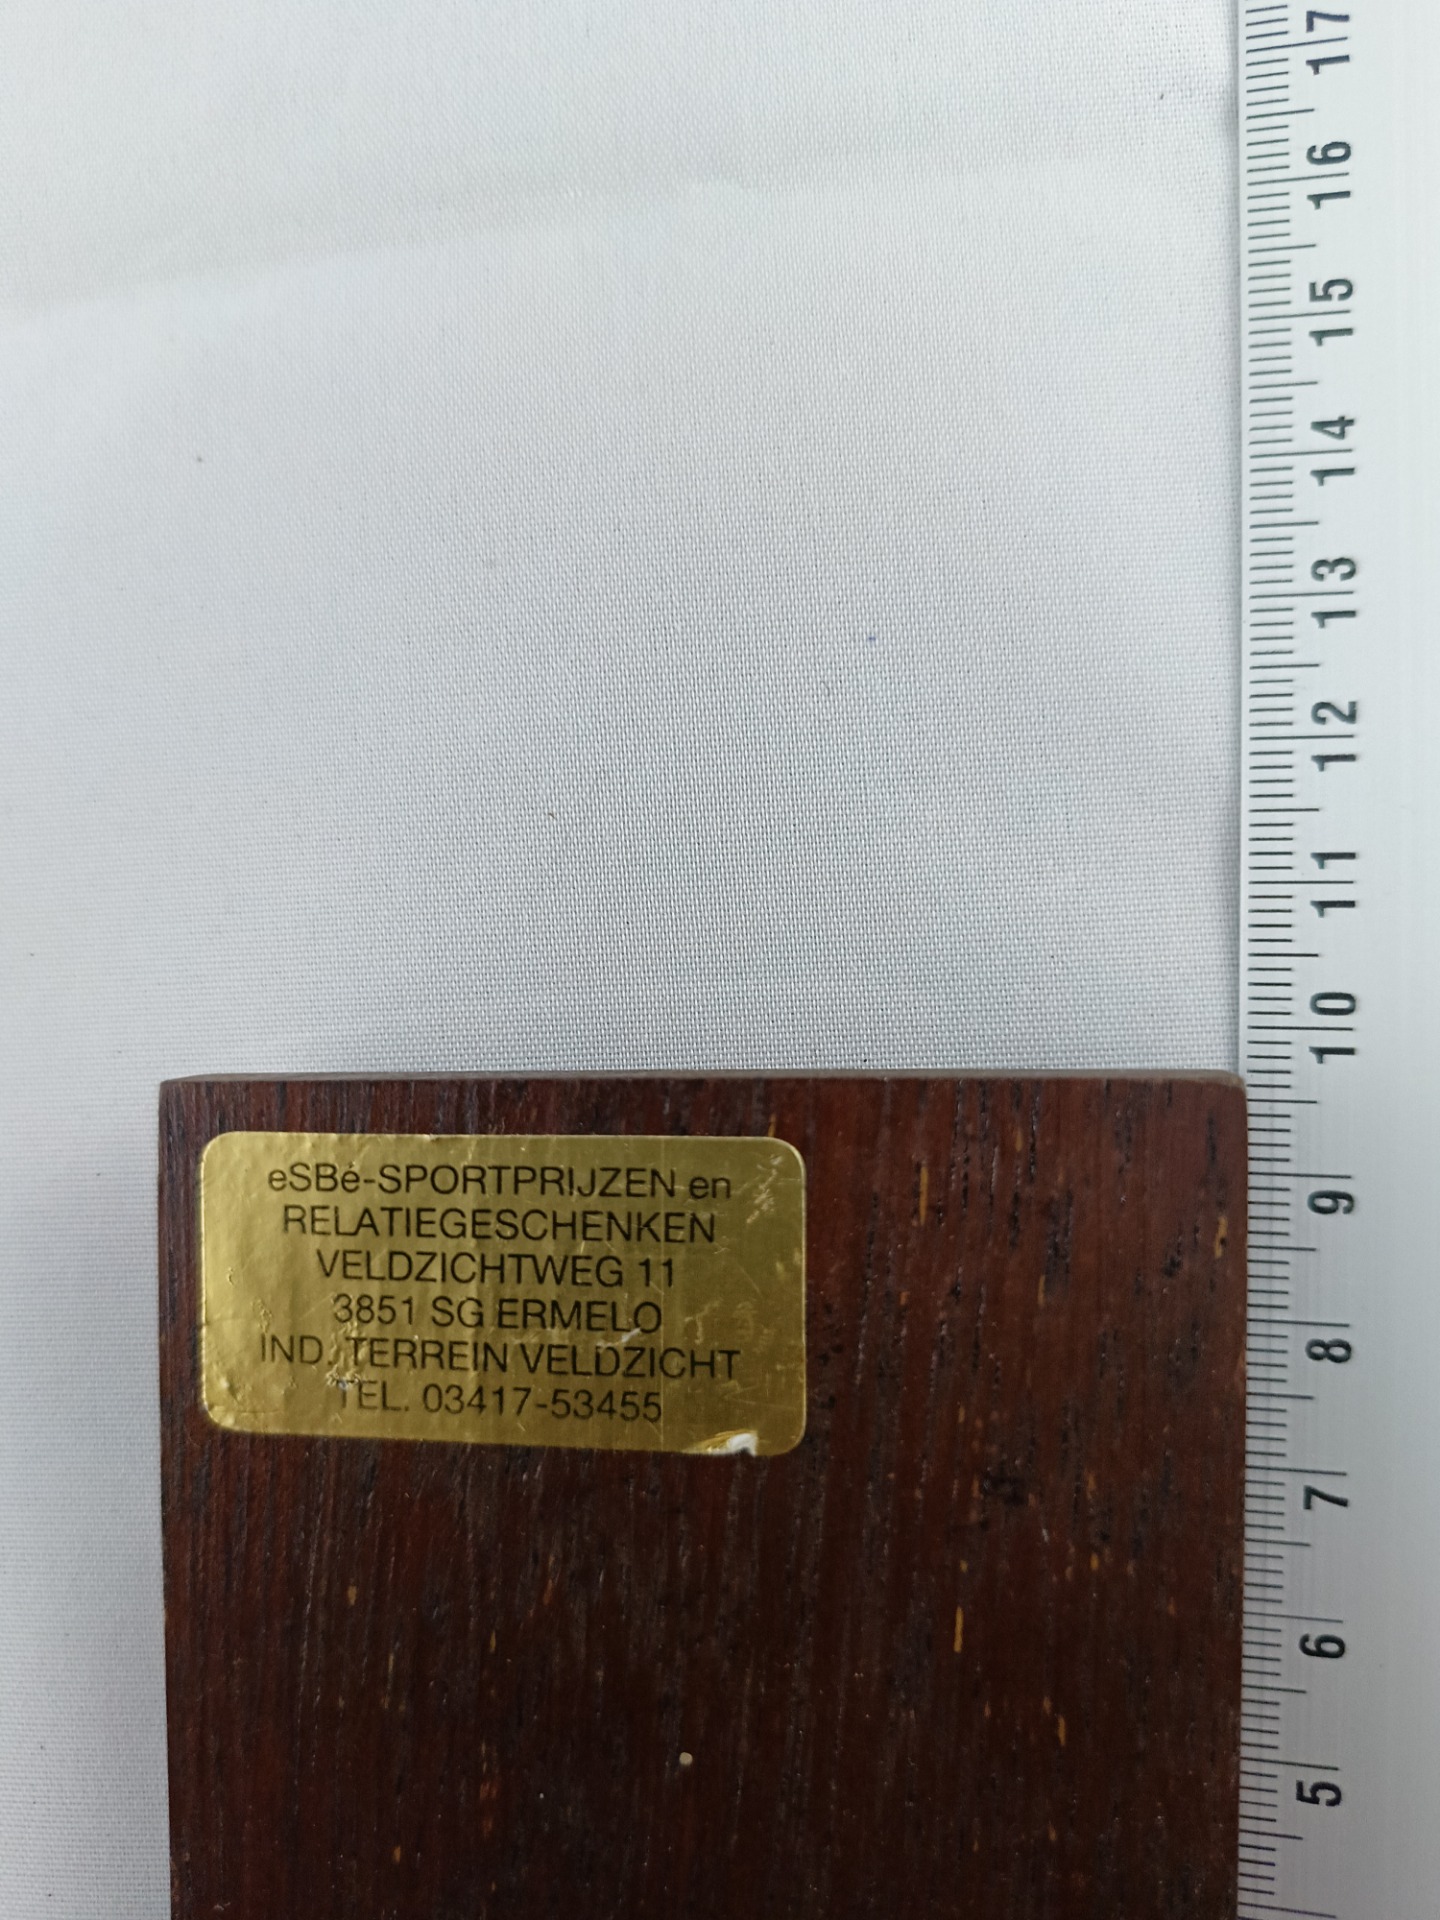 eSBé-SPORTPRIJZEN en
RELATIEGESCHENKEN
VELDZICHTWEG 11
3851 SG ERMELO
IND. TERREIN VELDZICHT
TEL. 03417-53455
17
16
15
14
13
12
11
10
9
8
7
6
5